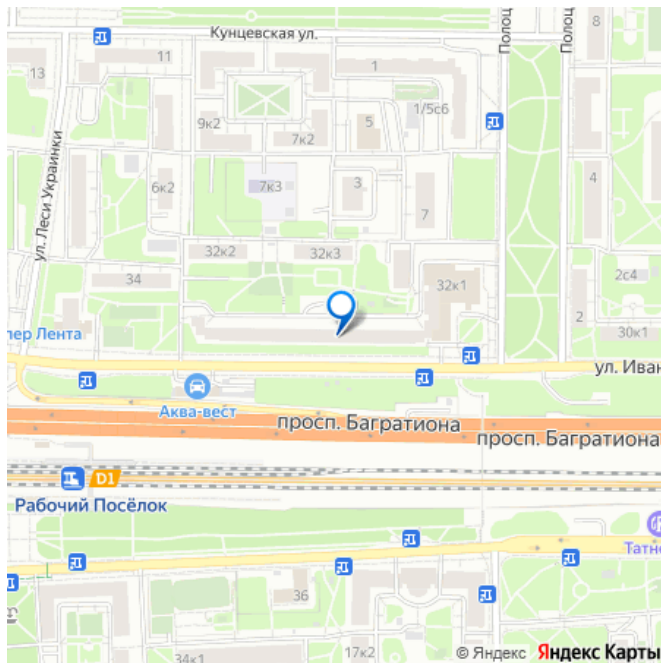 Кунцевская ул.
Полоц
8
11
13
1
ул. Леси Украинки
1/5с6
9к2
7к2
5
6к2
7к3
3
4
7
32к2
32к3
34
32к1
2с4
2
30к1
пер Лента
ул. Иван
Аква-вест
просп. Багратиона
просп. Багратиона
D1
Рабочий Посёлок
Татне
36
17к2
34к1
© Яндекс Яндекс Карты